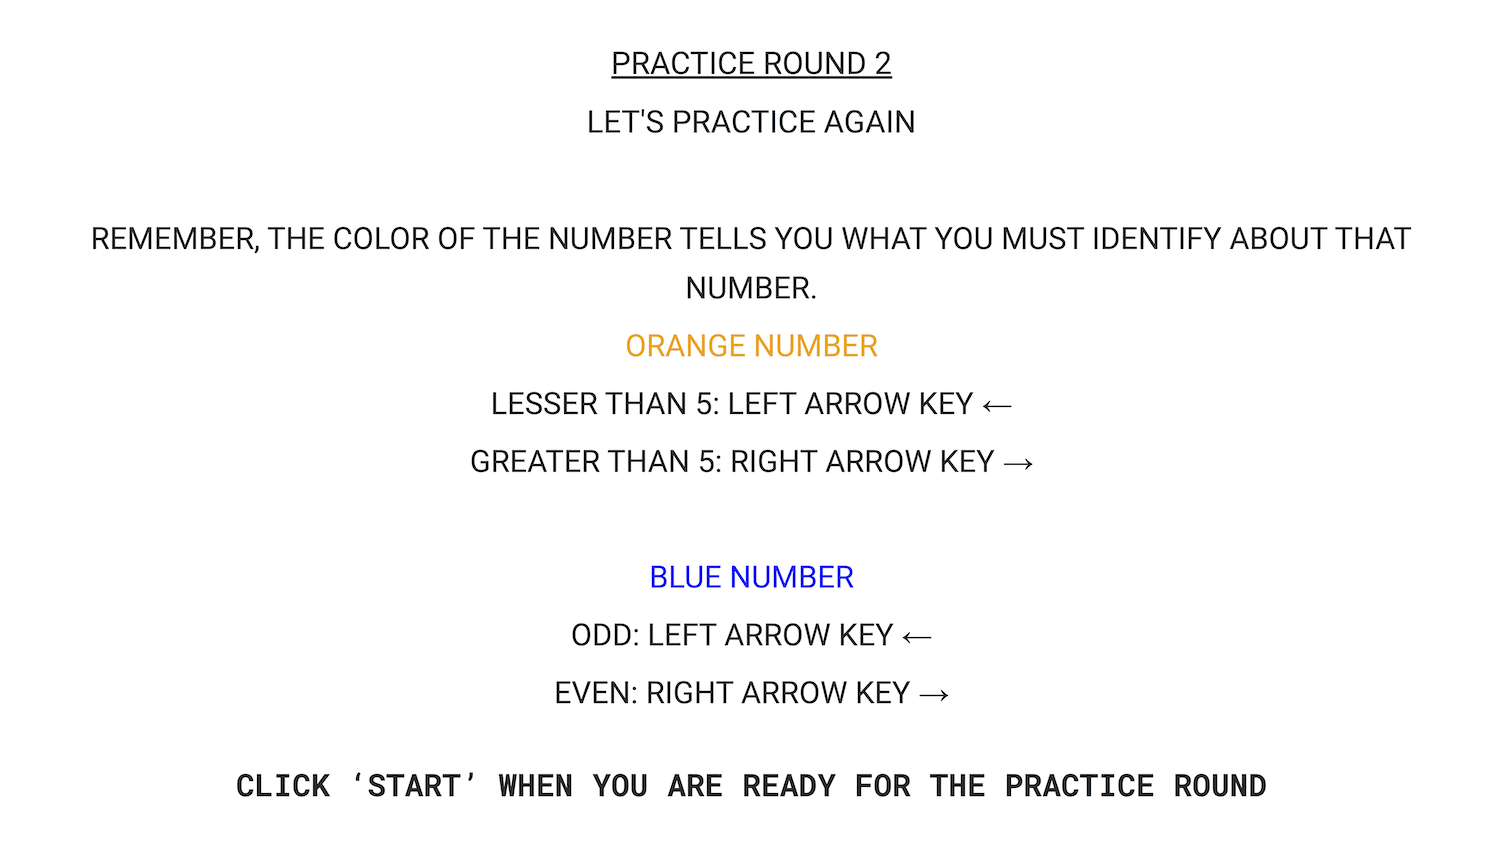 PRACTICE ROUND 2
LET'S PRACTICE AGAIN
REMEMBER, THE COLOR OF THE NUMBER TELLS YOU WHAT YOU MUST IDENTIFY ABOUT THAT
NUMBER.
ORANGE NUMBER
LESSER THAN 5: LEFT ARROW KEY ←
GREATER THAN 5: RIGHT ARROW KEY →
BLUE NUMBER
ODD: LEFT ARROW KEY ←
EVEN: RIGHT ARROW KEY →
CLICK ‘START’ WHEN YOU ARE READY FOR THE PRACTICE ROUND